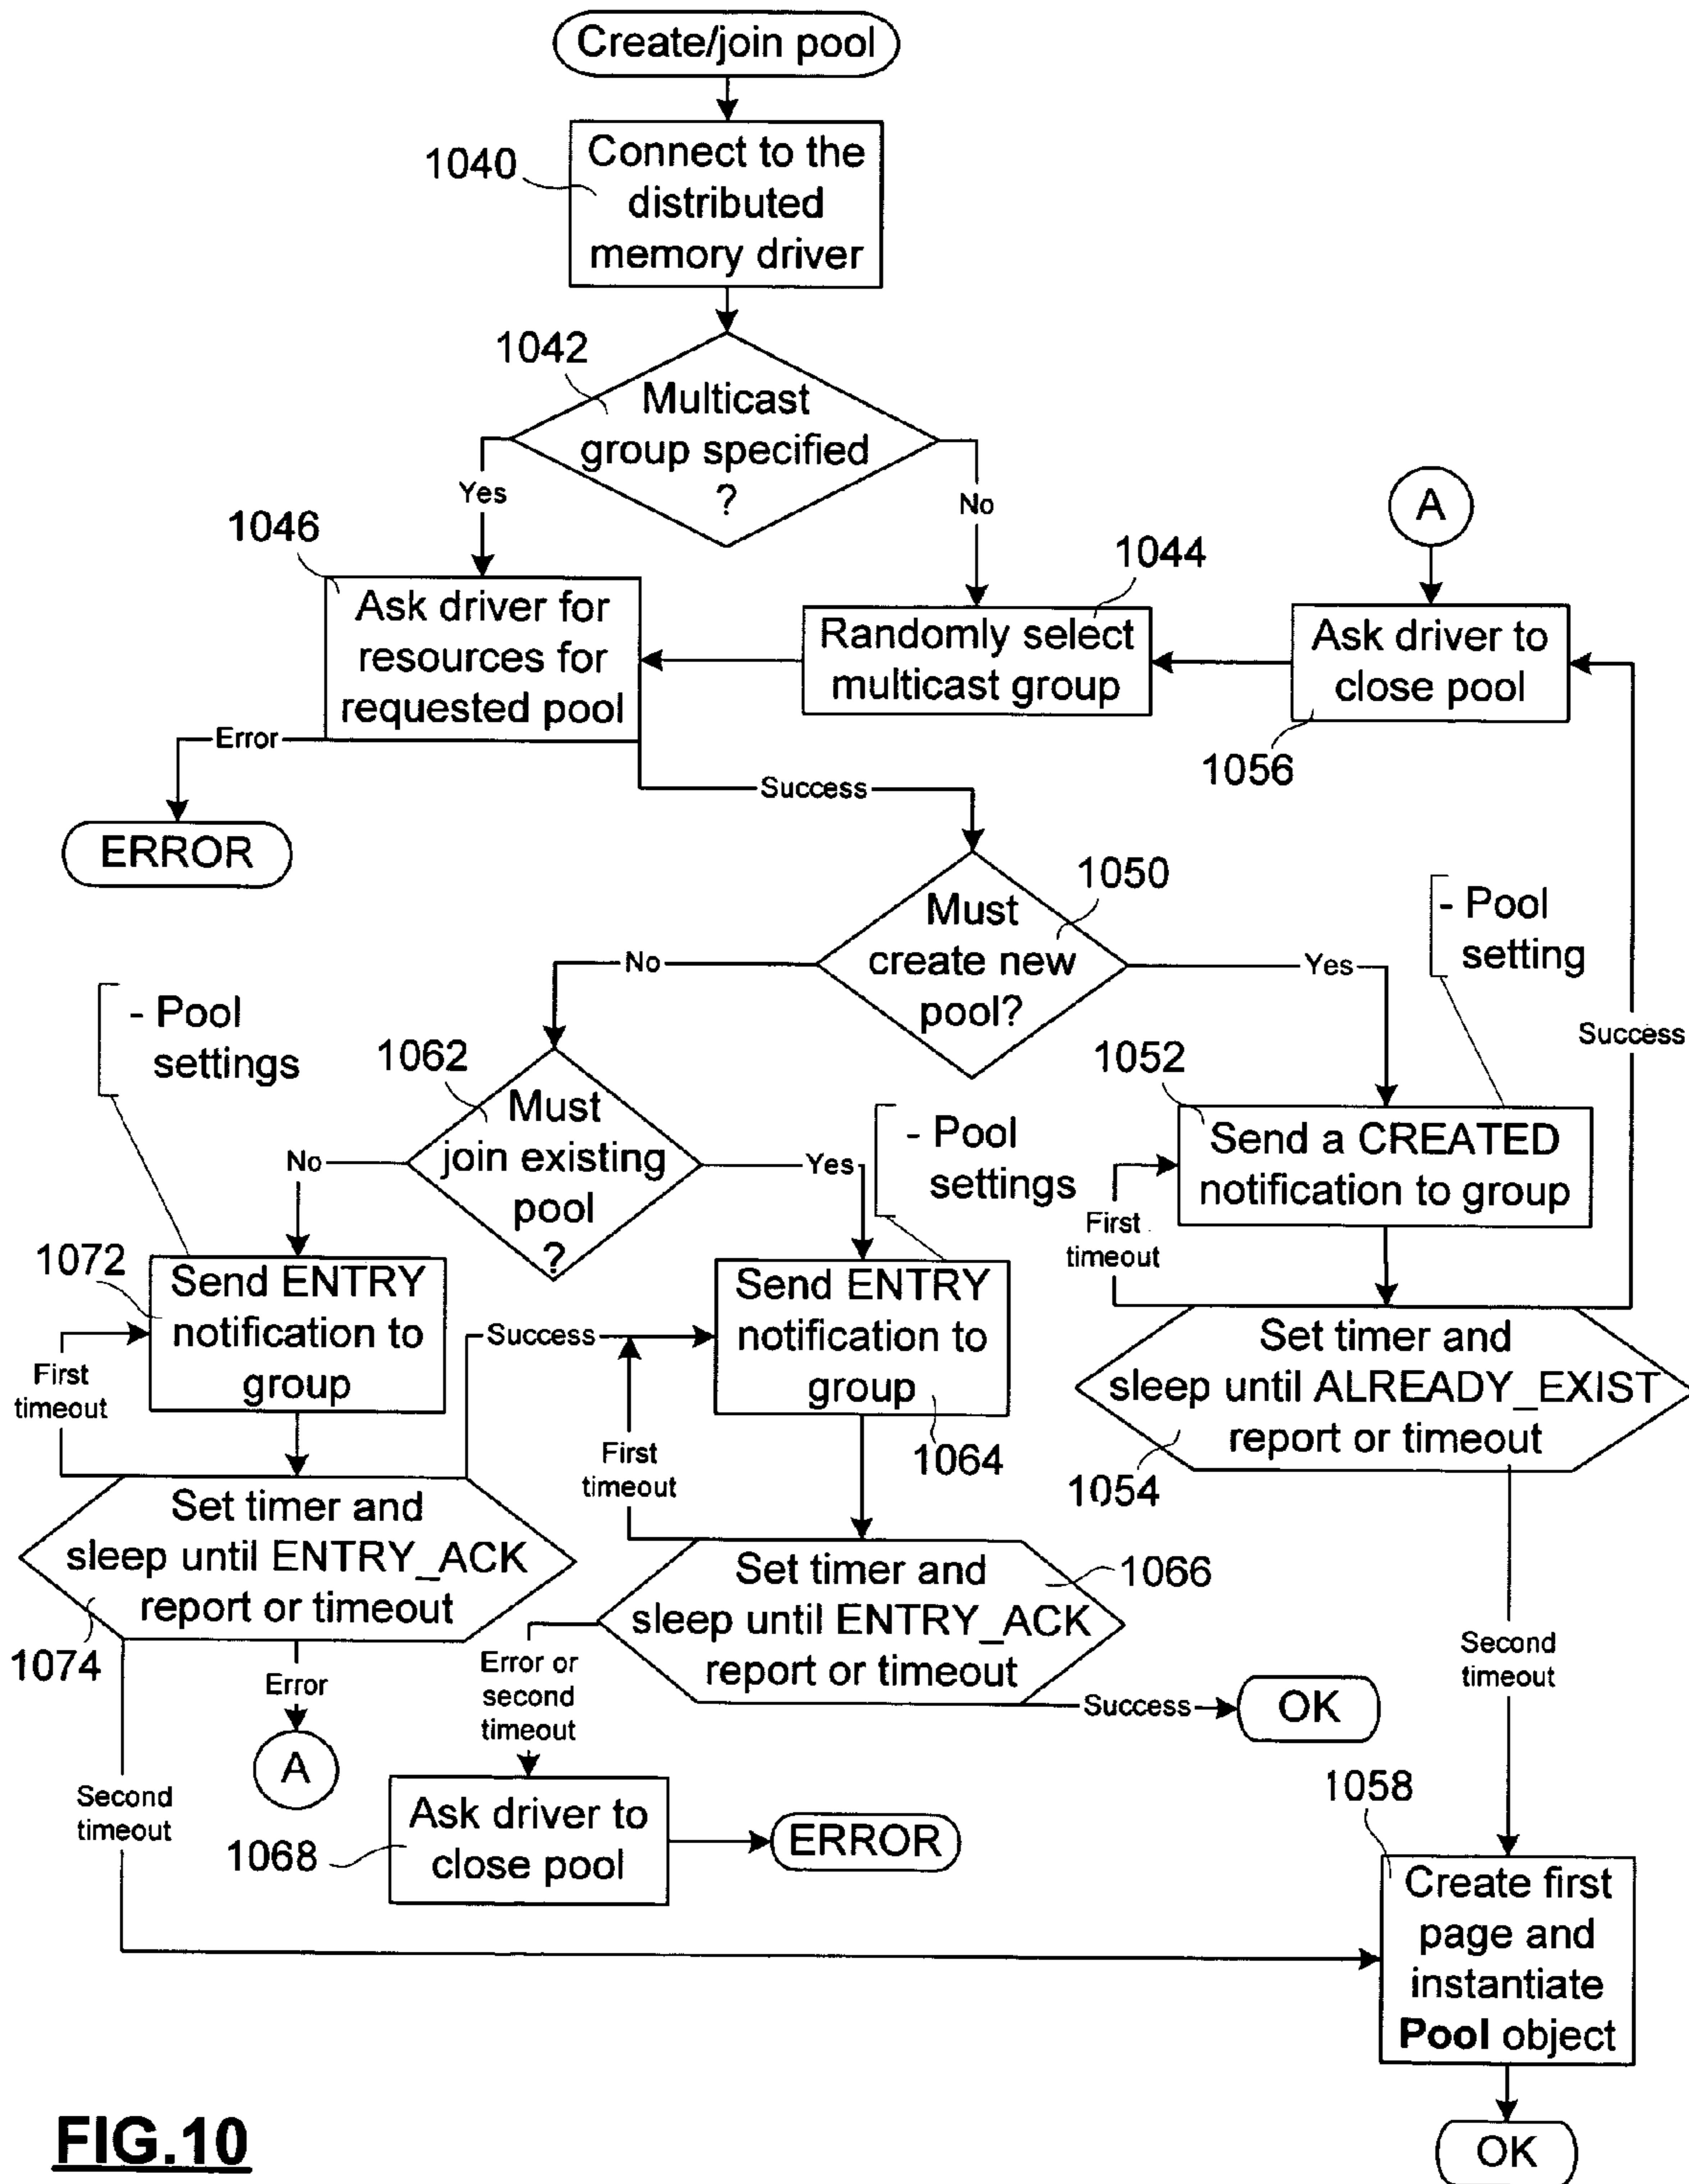 Create/join pool
1040
Connect to the
distributed
memory driver
1042
Multicast
group specified
?
Yes
No
A
1046
Ask driver for
resources for
requested pool
1044
Randomly select
multicast group
Ask driver to
close pool
1056
Error
ERROR
Success
1050
Must
create new
pool?
No
Yes
- Pool
setting
Success
- Pool
settings
1062
Must
join existing
pool
?
No
Yes
- Pool
settings
1052
Send a CREATED
notification to group
First
timeout
1072
Send ENTRY
notification to
group
First
timeout
Success
Send ENTRY
notification to
group
1064
First
timeout
Set timer and
sleep until ALREADY_EXIST
report or timeout
1054
Set timer and
sleep until ENTRY_ACK
report or timeout
1074
Error
A
Second
timeout
Set timer and
sleep until ENTRY_ACK
report or timeout
1066
Error or
second
timeout
Success
OK
Second
timeout
Ask driver to
close pool
1068
ERROR
1058
Create first
page and
instantiate
Pool object
OK
FIG.10